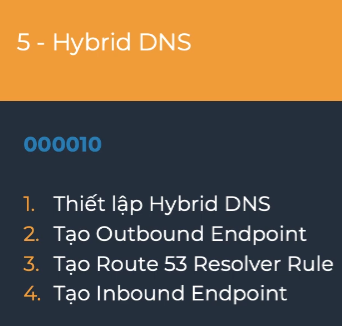 5 - Hybrid DNS
000010
1. Thiết lập Hybrid DNS
2. Tạo Outbound Endpoint
3. Tạo Route 53 Resolver Rule
4. Tạo Inbound Endpoint